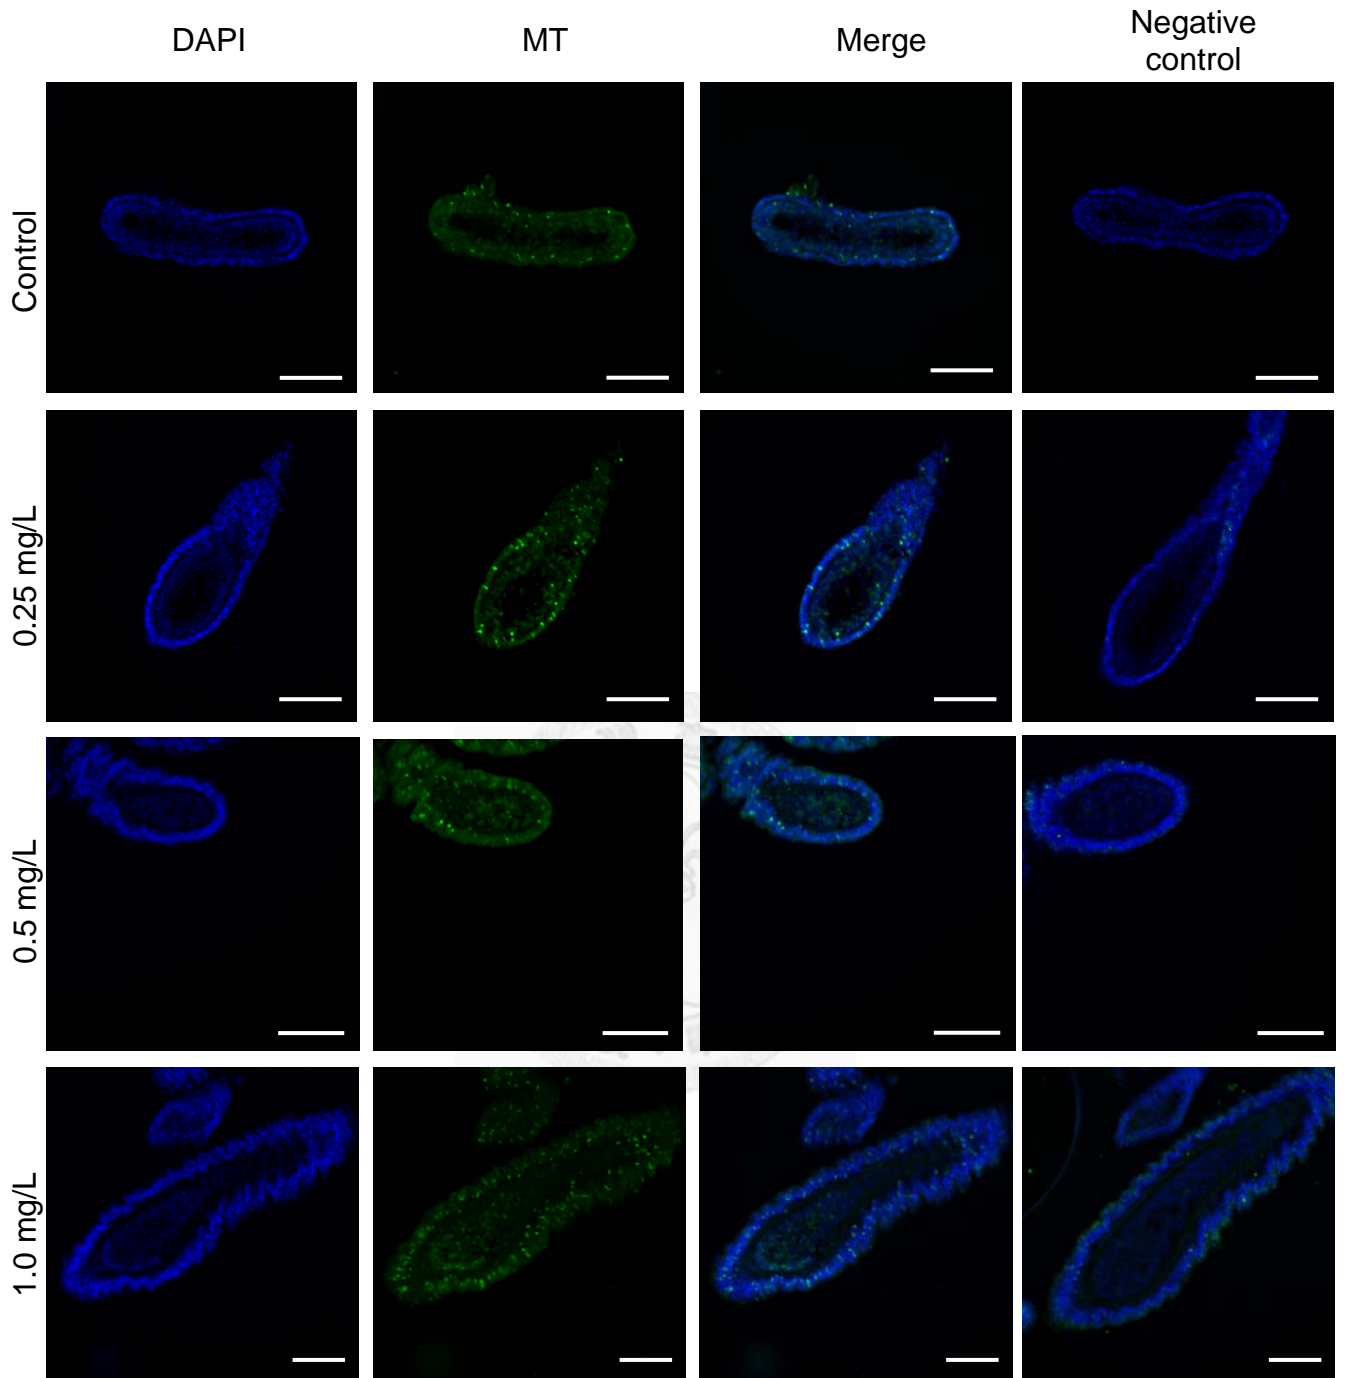 DAPI
MT
Merge
Negative
control
Control
0.25 mg/L
0.5 mg/L
1.0 mg/L